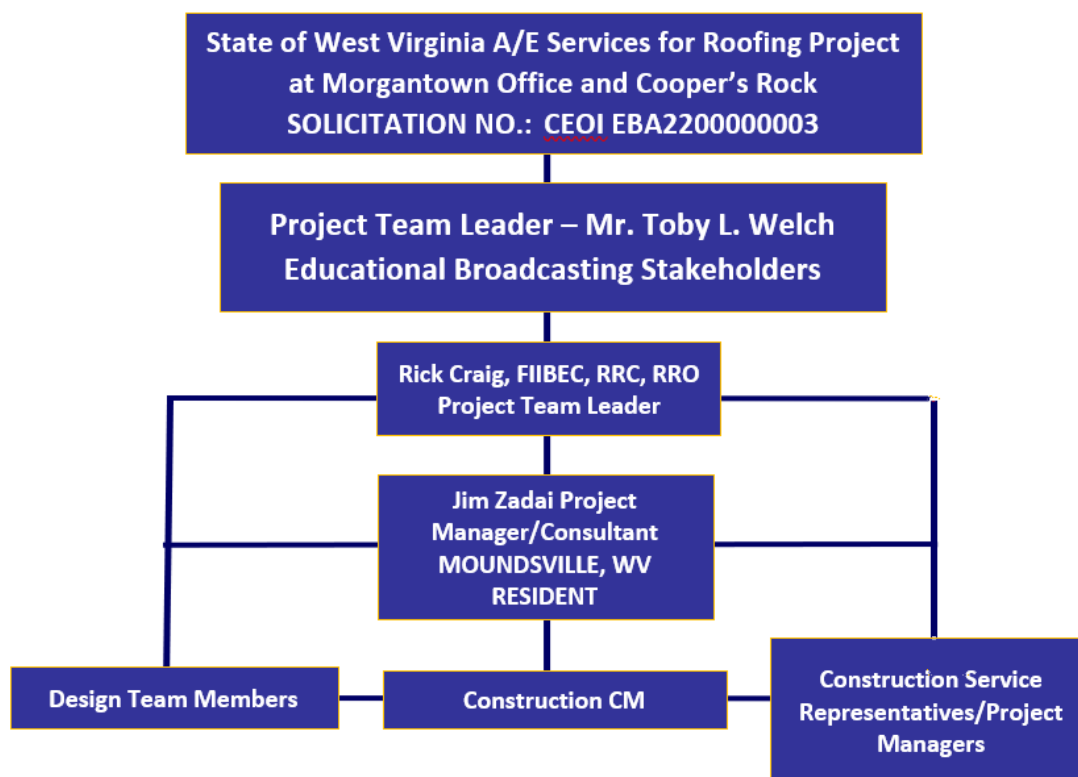 State of West Virginia A/E Services for Roofing Project
at Morgantown Office and Cooper’s Rock
SOLICITATION NO.: CEOI EBA2200000003
Project Team Leader – Mr. Toby L. Welch
Educational Broadcasting Stakeholders
Rick Craig, FIIBEC, RRC, RRO
Project Team Leader
Jim Zadai Project
Manager/Consultant
MOUNDSVILLE, WV
RESIDENT
Design Team Members
Construction CM
Construction Service
Representatives/Project
Managers